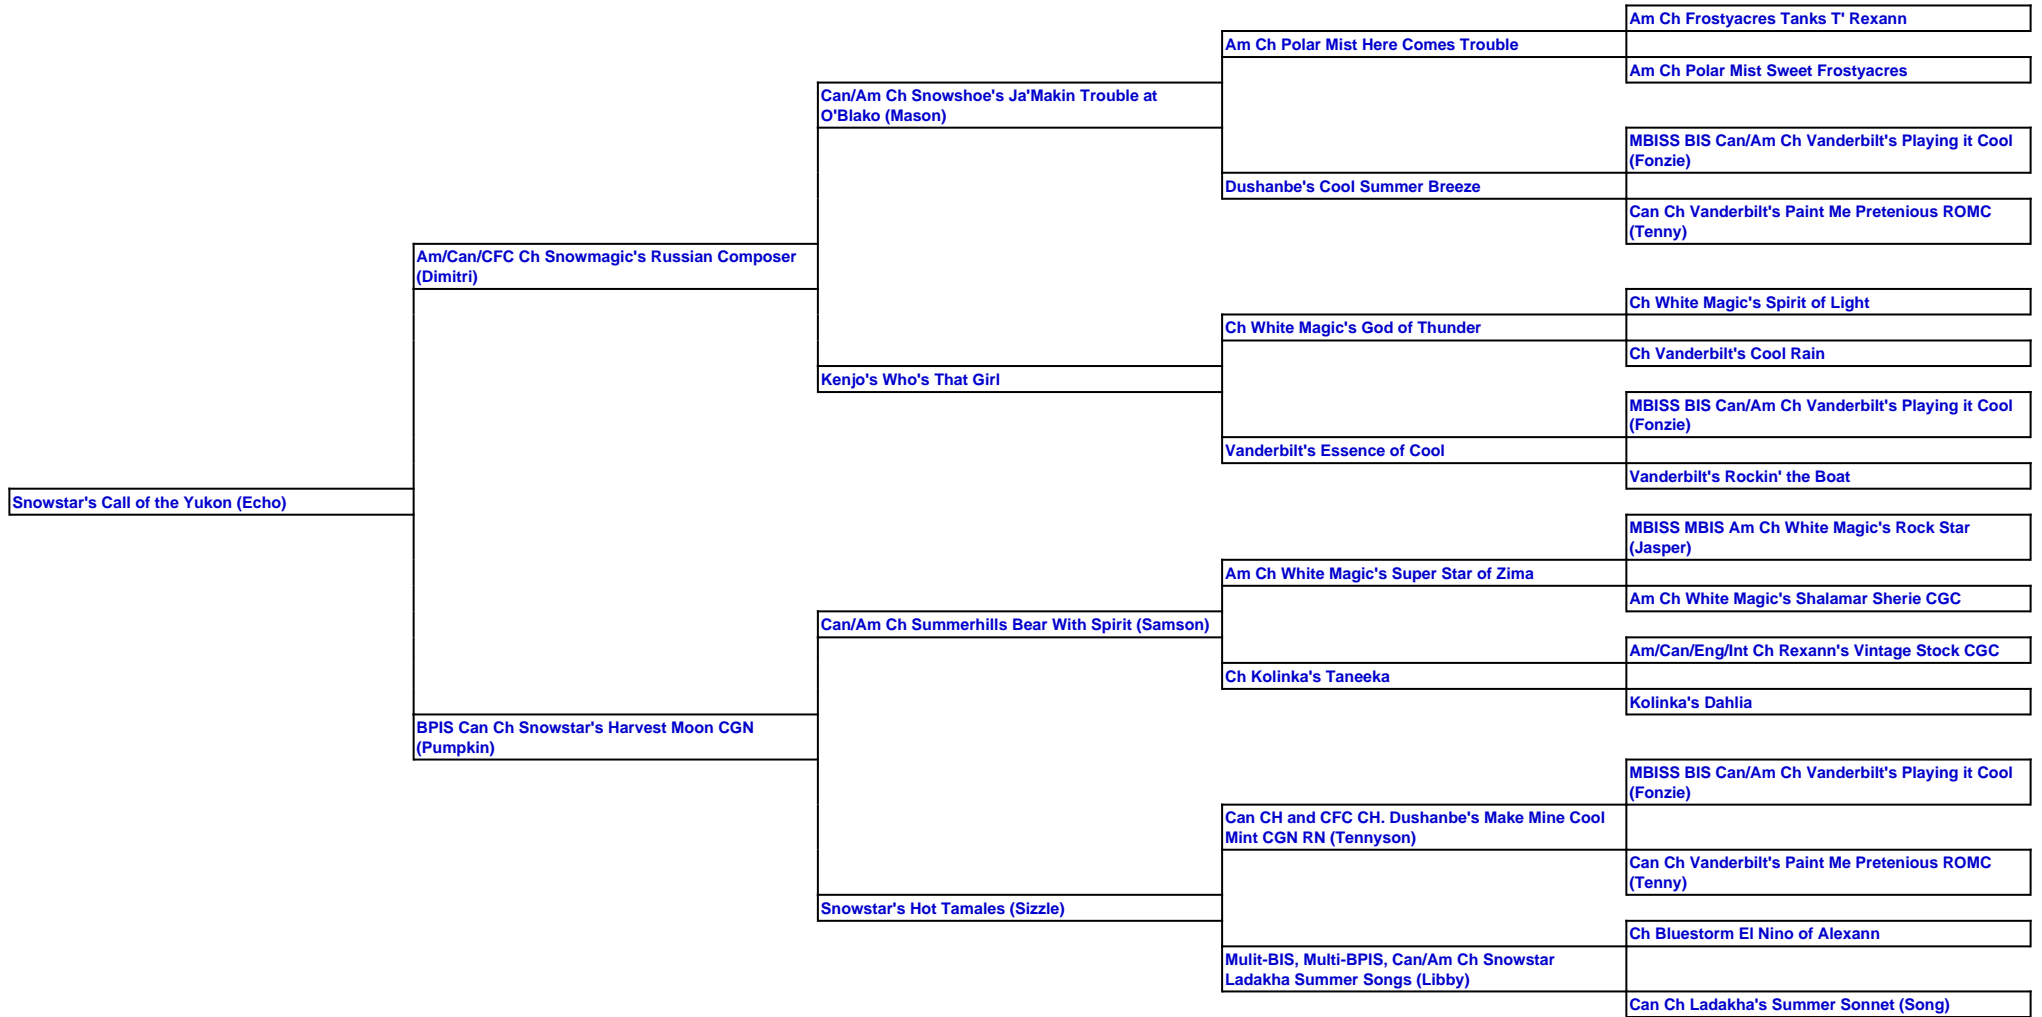 Am Ch Frostyacres Tanks T' Rexann
Am Ch Polar Mist Here Comes Trouble
Am Ch Polar Mist Sweet Frostyacres
Can/Am Ch Snowshoe's Ja'Makin Trouble at
O'Blako (Mason)
MBISS BIS Can/Am Ch Vanderbilt's Playing it Cool
(Fonzie)
Dushanbe's Cool Summer Breeze
Can Ch Vanderbilt's Paint Me Pretenious ROMC
(Tenny)
Am/Can/CFC Ch Snowmagic's Russian Composer
(Dimitri)
Ch White Magic's Spirit of Light
Ch White Magic's God of Thunder
Ch Vanderbilt's Cool Rain
Kenjo's Who's That Girl
MBISS BIS Can/Am Ch Vanderbilt's Playing it Cool
(Fonzie)
Vanderbilt's Essence of Cool
Vanderbilt's Rockin' the Boat
Snowstar's Call of the Yukon (Echo)
MBISS MBIS Am Ch White Magic's Rock Star
(Jasper)
Am Ch White Magic's Super Star of Zima
Am Ch White Magic's Shalamar Sherie CGC
Can/Am Ch Summerhills Bear With Spirit (Samson)
Am/Can/Eng/Int Ch Rexann's Vintage Stock CGC
Ch Kolinka's Taneeka
Kolinka's Dahlia
BPIS Can Ch Snowstar's Harvest Moon CGN
(Pumpkin)
MBISS BIS Can/Am Ch Vanderbilt's Playing it Cool
(Fonzie)
Can CH and CFC CH. Dushanbe's Make Mine Cool
Mint CGN RN (Tennyson)
Can Ch Vanderbilt's Paint Me Pretenious ROMC
(Tenny)
Snowstar's Hot Tamales (Sizzle)
Ch Bluestorm El Nino of Alexann
Mulit-BIS, Multi-BPIS, Can/Am Ch Snowstar
Ladakha Summer Songs (Libby)
Can Ch Ladakha's Summer Sonnet (Song)